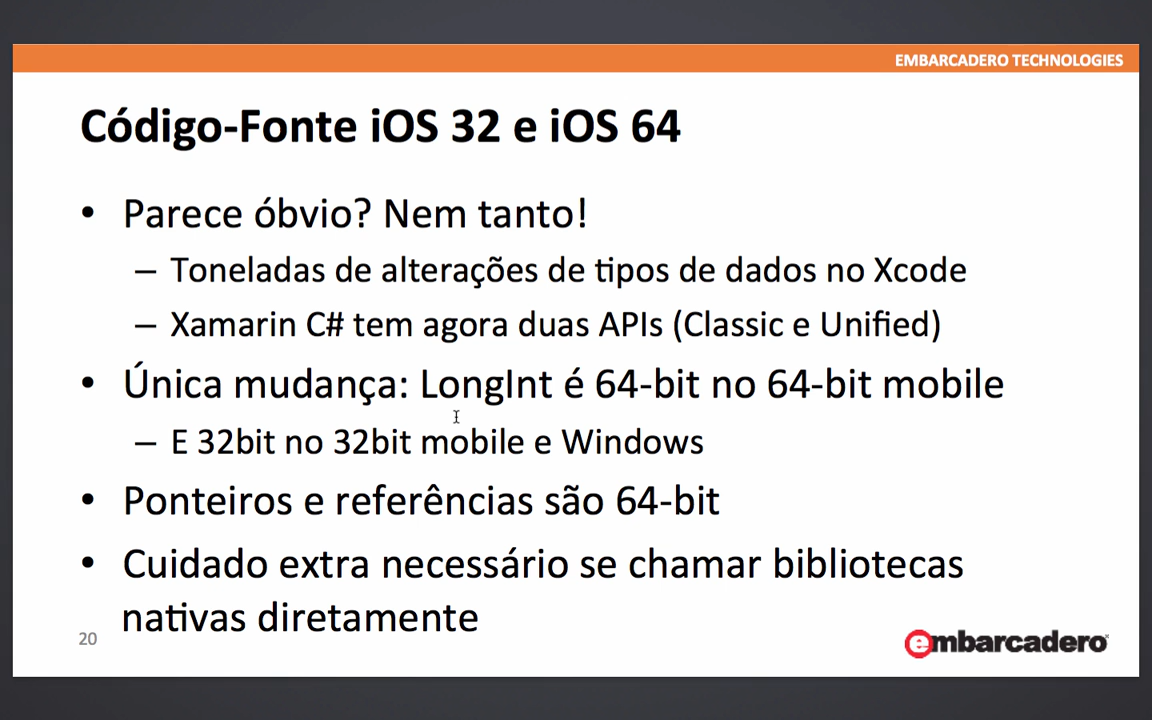 EMBARCADERO TECHNOLOGIES
Código-Fonte iOS 32 e iOS 64
• Parece óbvio? Nem tanto!
– Toneladas de alterações de tipos de dados no Xcode
– Xamarin C# tem agora duas APIs (Classic e Unified)
• Única mudança: LongInt é 64-bit no 64-bit mobile
– E 32bit no 32bit mobile e Windows
• Ponteiros e referências são 64-bit
• Cuidado extra necessário se chamar bibliotecas
nativas diretamente
20
embarcadero